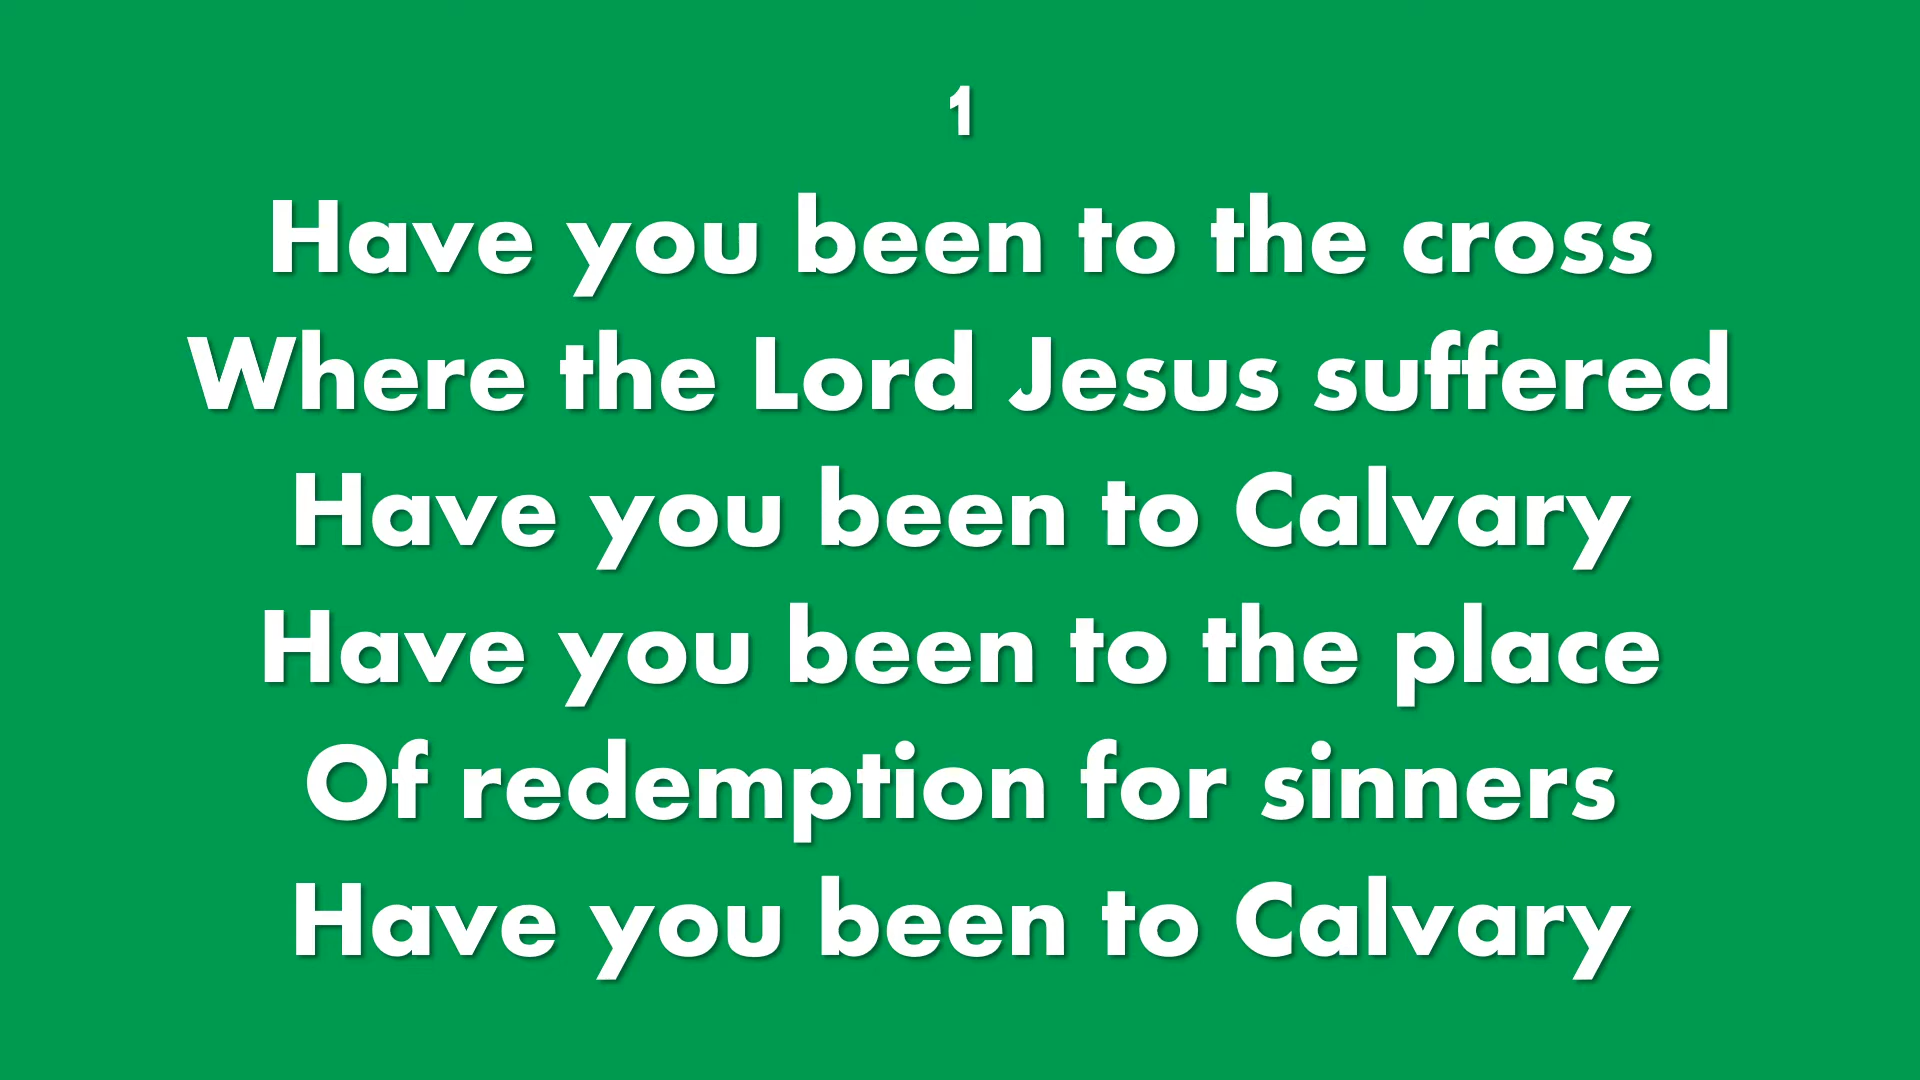 1
Have you been to the cross
Where the Lord Jesus suffered
Have you been to Calvary
Have you been to the place
Of redemption for sinners
Have you been to Calvary